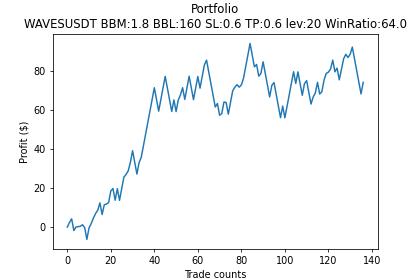 Portfolio
WAVESUSDT BBM:1.8 BBL:160 SL:0.6 TP:0.6 lev:20 WinRatio:64.0
80
60
40
20
0
Profit ($)
0 20 40 60 80 100 120 140
Trade counts